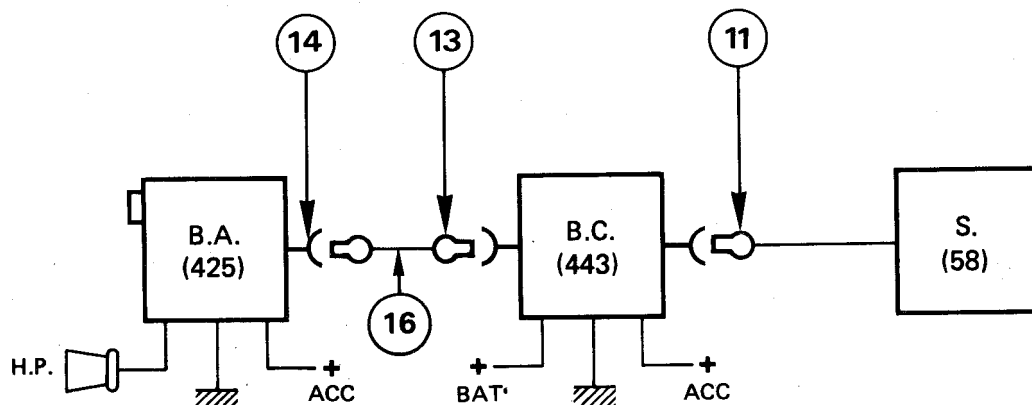 14
13
11
B.A.
(425)
B.C.
(443)
S.
(58)
16
H.P.
+
ACC
+
BAT'
+
ACC